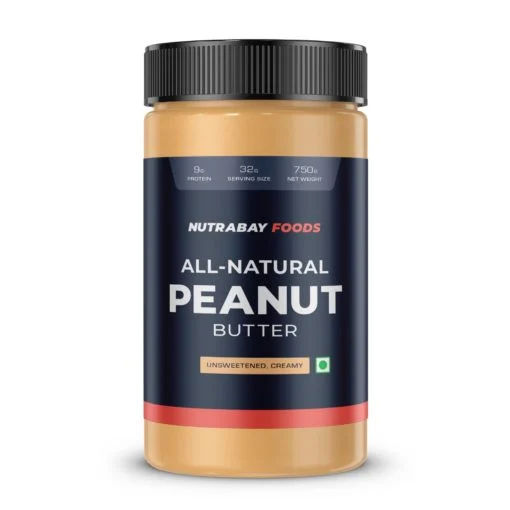 9G 32G 750G
PROTEIN SERVING SIZE NET WEIGHT
NUTRABAY FOODS
ALL-NATURAL
PEANUT
BUTTER
UNSWEETENED, CREAMY